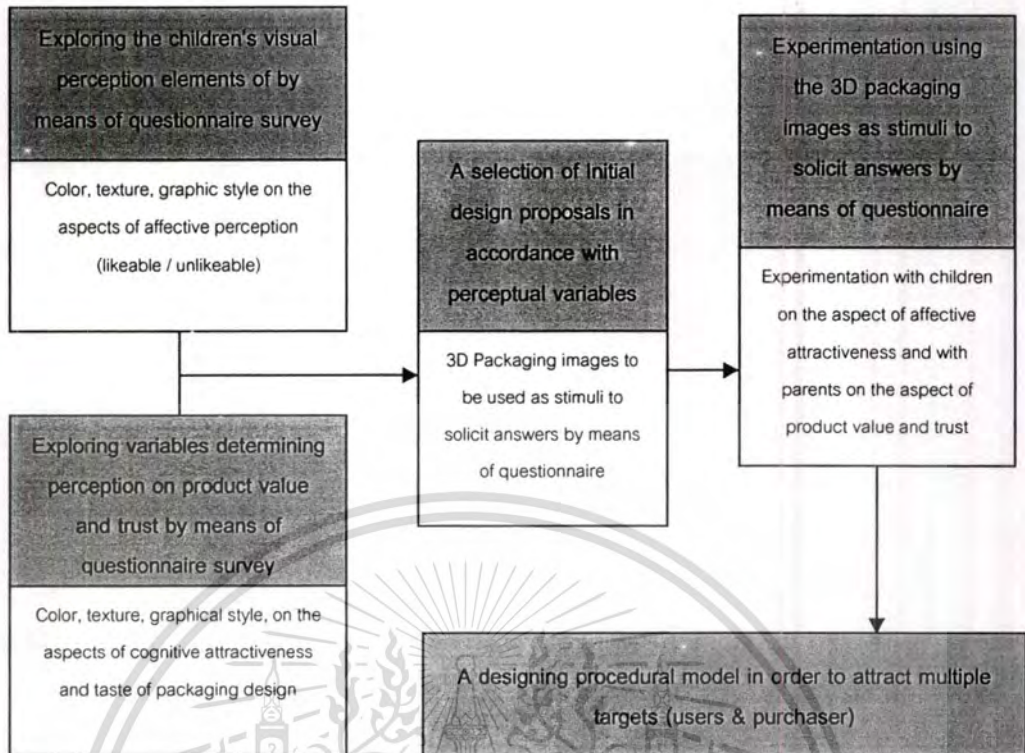 Exploring the children's visual
perception elements of by
means of questionnaire survey
Color, texture, graphic style on the
aspects of affective perception
(likeable / unlikeable)
Exploring variables determining
perception on product value
and trust by means of
questionnaire survey
Color, texture, graphical style, on the
aspects of cognitive attractiveness
and taste of packaging design
A selection of Initial
design proposals in
accordance with
perceptual variables
3D Packaging images to
be used as stimuli to
solicit answers by means
of questionnaire
Experimentation using
the 3D packaging
images as stimuli to
solicit answers by
means of questionnaire
Experimentation with children
on the aspect of affective
attractiveness and with
parents on the aspect of
product value and trust
A designing procedural model in order to attract multiple
targets (users & purchaser)